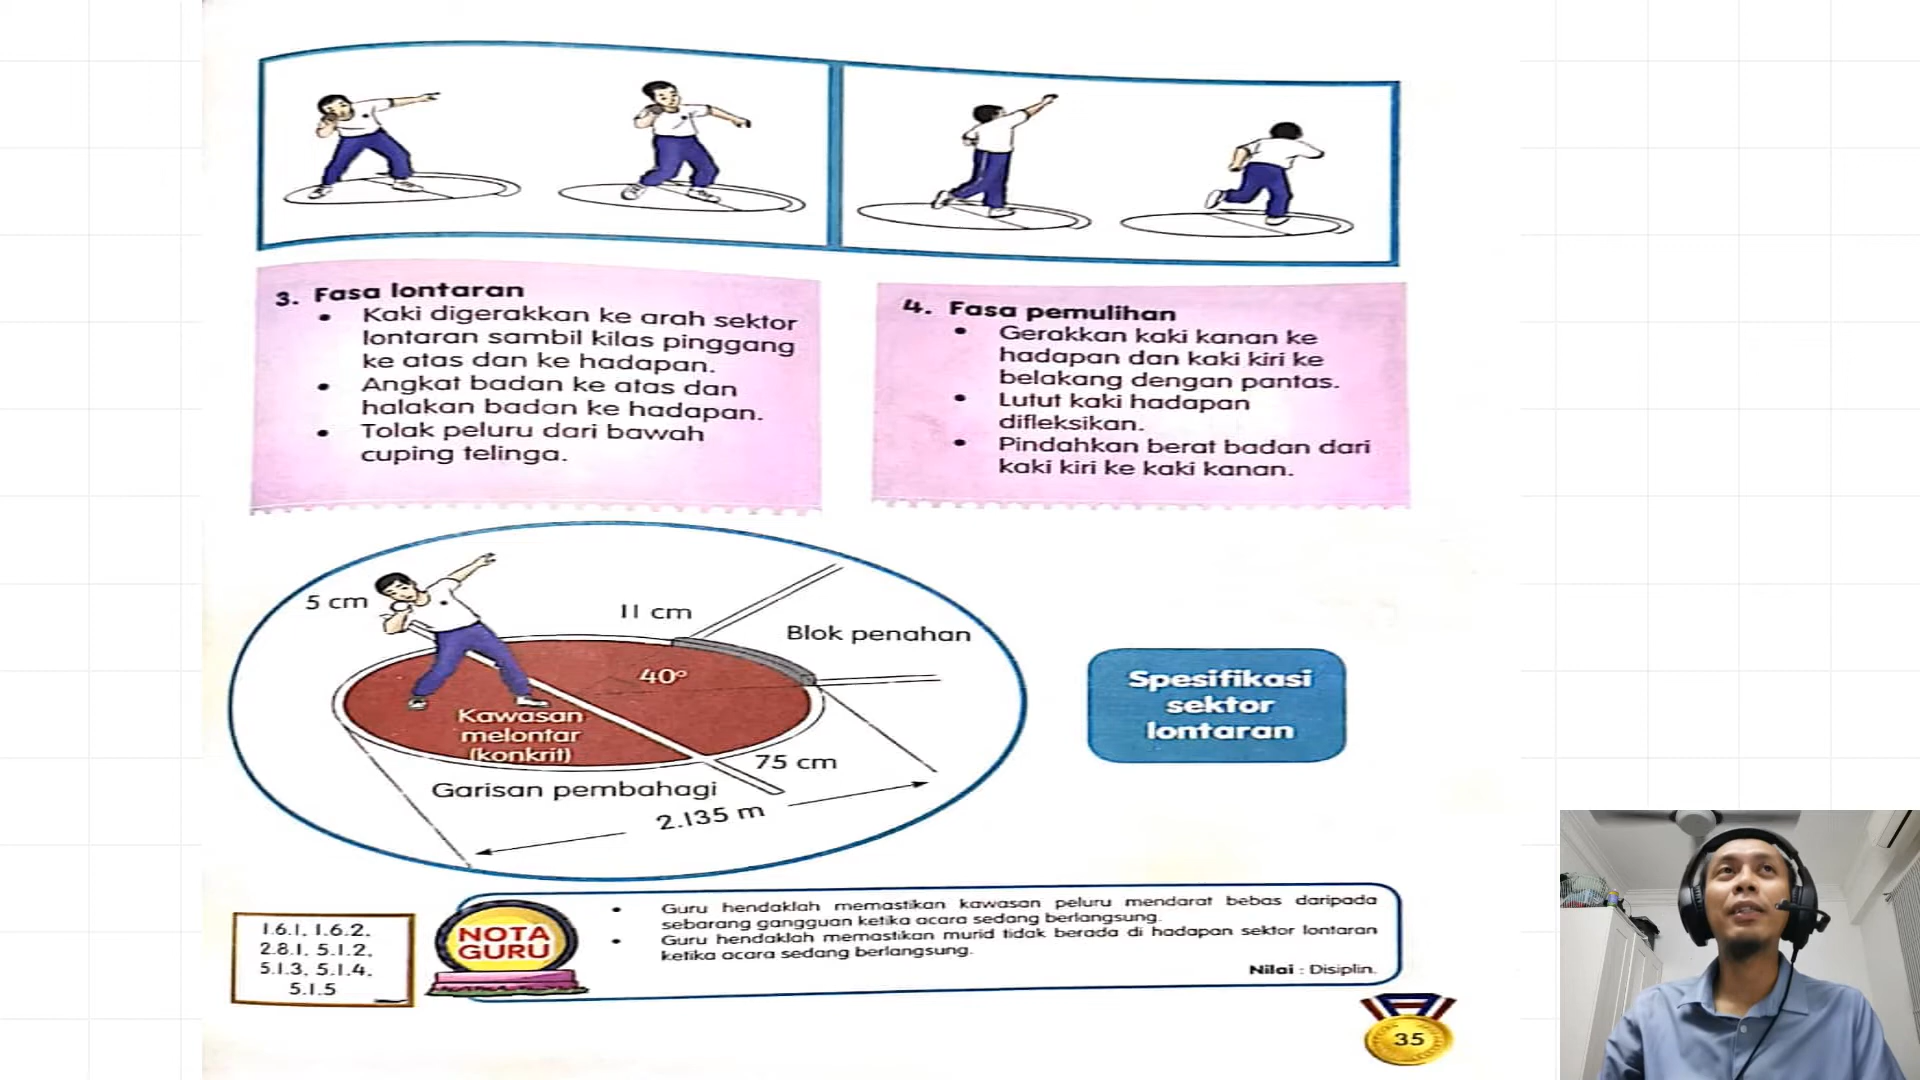 3. Fasa lontaran
• Kaki digerakkan ke arah sektor
lontaran sambil kilas pinggang
ke atas dan ke hadapan.
• Angkat badan ke atas dan
halakan badan ke hadapan.
• Tolak peluru dari bawah
cuping telinga.
4. Fasa pemulihan
• Gerakkan kaki kanan ke
hadapan dan kaki kiri ke
belakang dengan pantas.
• Lutut kaki hadapan
difleksikan.
• Pindahkan berat badan dari
kaki kiri ke kaki kanan.
5 cm
11 cm
Blok penahan
40°
Kawasan
melontar
(konkrit)
75 cm
Garisan pembahagi
2.135 m
Spesifikasi
sektor
lontaran
1.6.1, 1.6.2,
2.8.1, 5.1.2,
5.1.3, 5.1.4,
5.1.5
NOTA
GURU
• Guru hendaklah memastikan kawasan peluru mendarat bebas daripada
sebarang gangguan ketika acara sedang berlangsung.
• Guru hendaklah memastikan murid tidak berada di hadapan sektor lontaran
ketika acara sedang berlangsung.
Nilai : Disiplin.
35